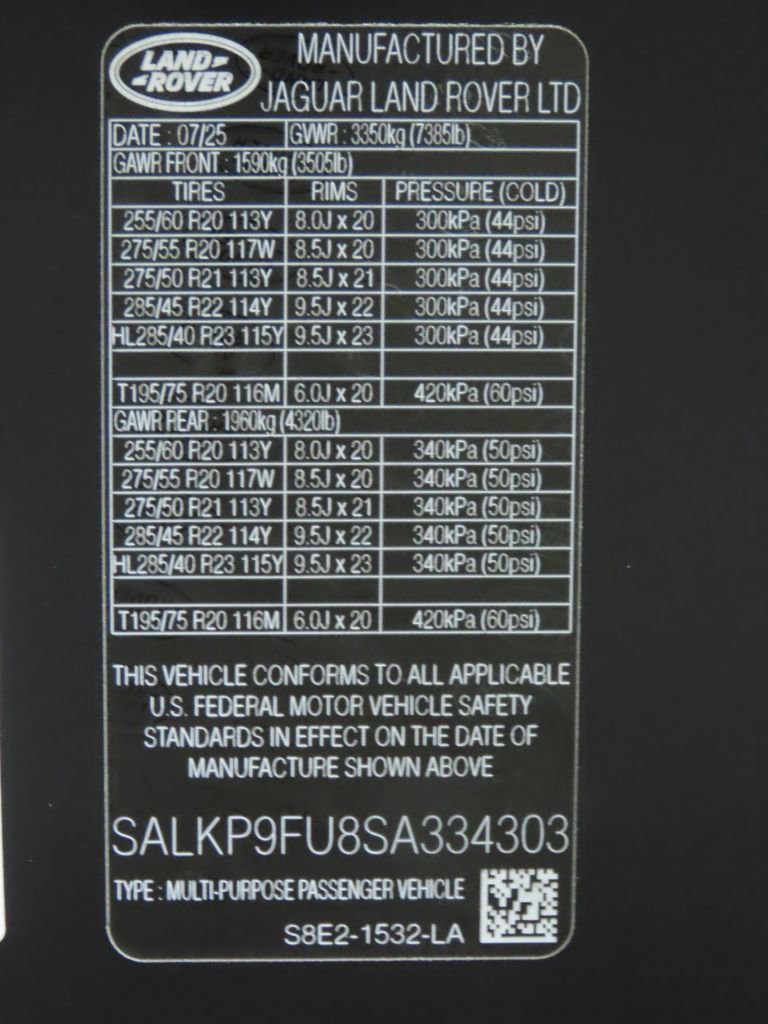 LAND-
-ROVER
MANUFACTURED BY
JAGUAR LAND ROVER LTD
DATE : 07/25 GVWR : 3350kg (7385lb)
GAWR FRONT : 1590kg (3505lb)
TIRES RIMS PRESSURE (COLD)
255/60 R20 113Y 8.0J x 20 300kPa (44psi)
275/55 R20 117W 8.5J x 20 300kPa (44psi)
275/50 R21 113Y 8.5J x 21 300kPa (44psi)
285/45 R22 114Y 9.5J x 22 300kPa (44psi)
HL285/40 R23 115Y 9.5J x 23 300kPa (44psi)
T195/75 R20 116M 6.0J x 20 420kPa (60psi)
GAWR REAR : 1960kg (4320lb)
255/60 R20 113Y 8.0J x 20 340kPa (50psi)
275/55 R20 117W 8.5J x 20 340kPa (50psi)
275/50 R21 113Y 8.5J x 21 340kPa (50psi)
285/45 R22 114Y 9.5J x 22 340kPa (50psi)
HL285/40 R23 115Y 9.5J x 23 340kPa (50psi)
T195/75 R20 116M 6.0J x 20 420kPa (60psi)
THIS VEHICLE CONFORMS TO ALL APPLICABLE
U.S. FEDERAL MOTOR VEHICLE SAFETY
STANDARDS IN EFFECT ON THE DATE OF
MANUFACTURE SHOWN ABOVE
SALKP9FU8SA334303
TYPE : MULTI-PURPOSE PASSENGER VEHICLE
S8E2-1532-LA